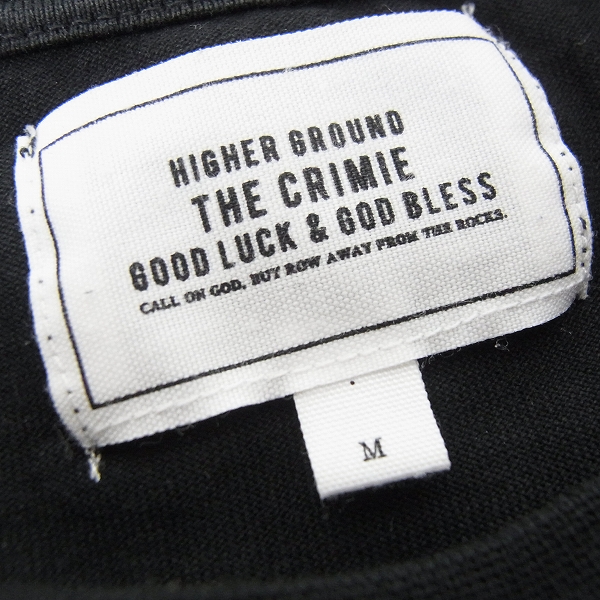 HIGHER GROUND
THE CRIMIE
GOOD LUCK & GOD BLESS
CALL ON GOD, BUT ROW AWAY FROM THE ROCKS.
M